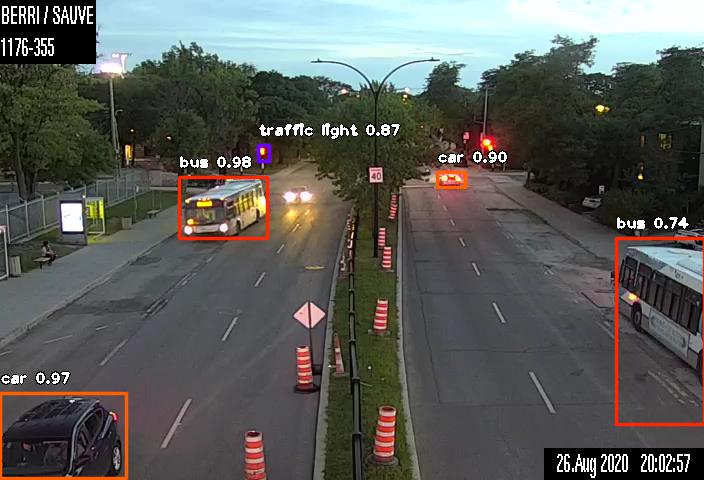 BERRI / SAUVE
1176-355
traffic light 0.87
bus 0.98
car 0.90
40
bus 0.74
car 0.97
26.Aug 2020 20:02:57